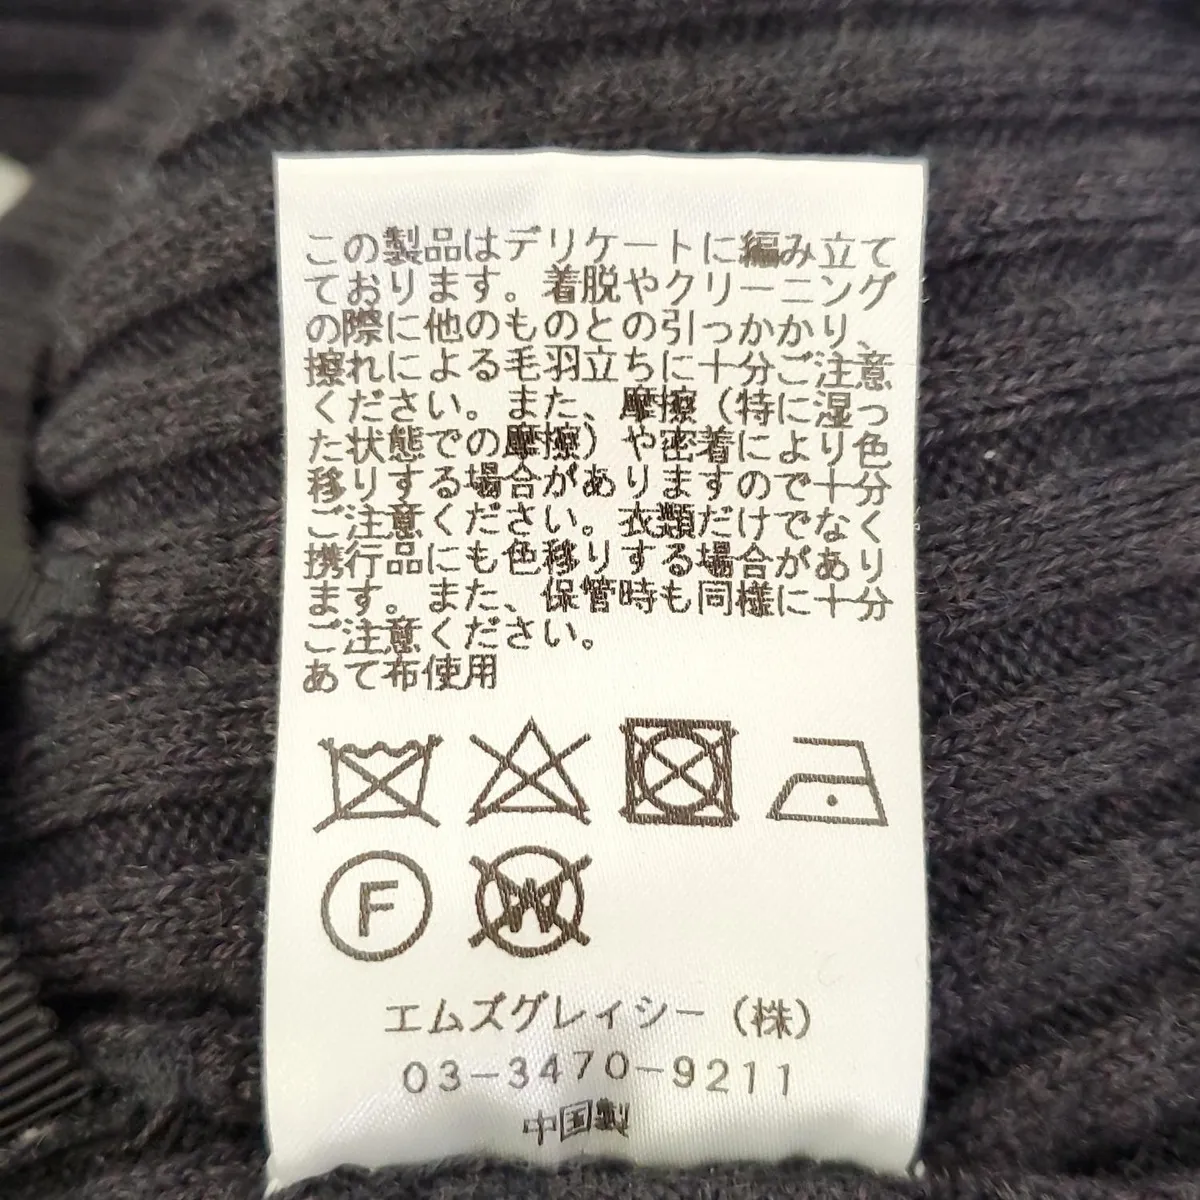 この製品はデリケートに編み立て
ております。着脱やクリーニング
の際に他のものとの引っかかり、
擦れによる毛羽立ちに十分ご注意
ください。また、摩擦（特に湿っ
た状態での摩擦）や密着により色
移りする場合がありますので十分
ご注意ください。衣類だけでなく
携行品にも色移りする場合があり
ます。また、保管時も同様に十分
ご注意ください。
あて布使用
F W
エムズグレイシー（株）
03-3470-9211
中国製